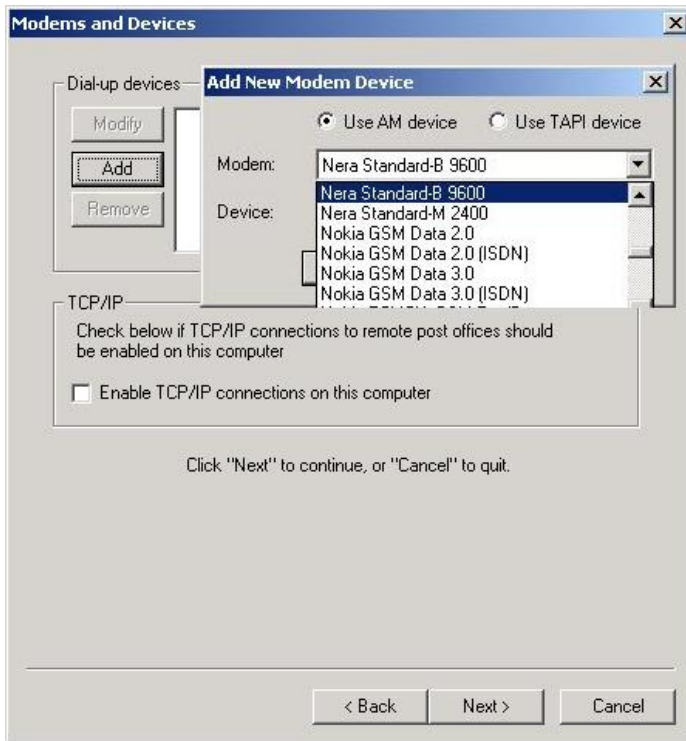 Modems and Devices
Dial-up devices
Modify
Add
Remove
Add New Modem Device
Use AM device
Use TAPI device
Modem:
Nera Standard-B 9600
Device:
Nera Standard-B 9600
Nera Standard-M 2400
Nokia GSM Data 2.0
Nokia GSM Data 2.0 (ISDN)
Nokia GSM Data 3.0
Nokia GSM Data 3.0 (ISDN)
TCP/IP
Check below if TCP/IP connections to remote post offices should
be enabled on this computer
Enable TCP/IP connections on this computer
Click "Next" to continue, or "Cancel" to quit.
< Back
Next >
Cancel